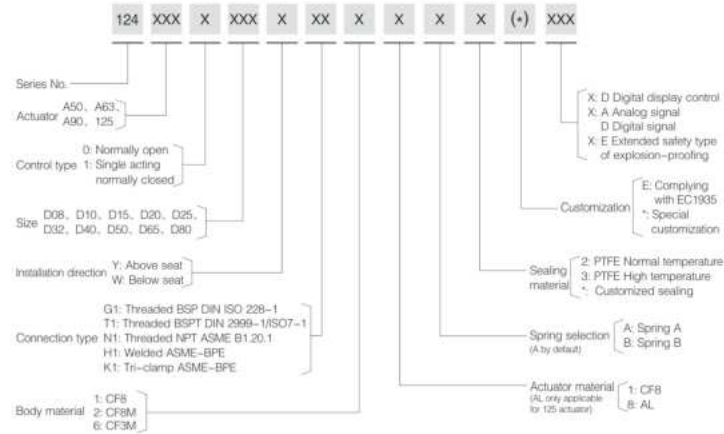 124 XXX X XXX X XX X X X X (*) XXX
Series No.
Actuator A50、A63、
A90、125
Control type 0: Normally open
1: Single acting
normally closed
Size D08、D10、D15、D20、D25、
D32、D40、D50、D65、D80
Installation direction Y: Above seat
W: Below seat
Connection type G1: Threaded BSP DIN ISO 228-1
T1: Threaded BSPT DIN 2999-1/ISO7-1
N1: Threaded NPT ASME B1.20.1
H1: Welded ASME-BPE
K1: Tri-clamp ASME-BPE
Body material 1: CF8
2: CF8M
6: CF3M
X: D Digital display control
X: A Analog signal
D Digital signal
X: E Extended safety type
of explosion-proofing
Customization E: Complying
with EC1935
*: Special
customization
Sealing material 2: PTFE Normal temperature
3: PTFE High temperature
*: Customized sealing
Spring selection
(A by default)
A: Spring A
B: Spring B
Actuator material
(AL only applicable
for 125 actuator)
1: CF8
8: AL